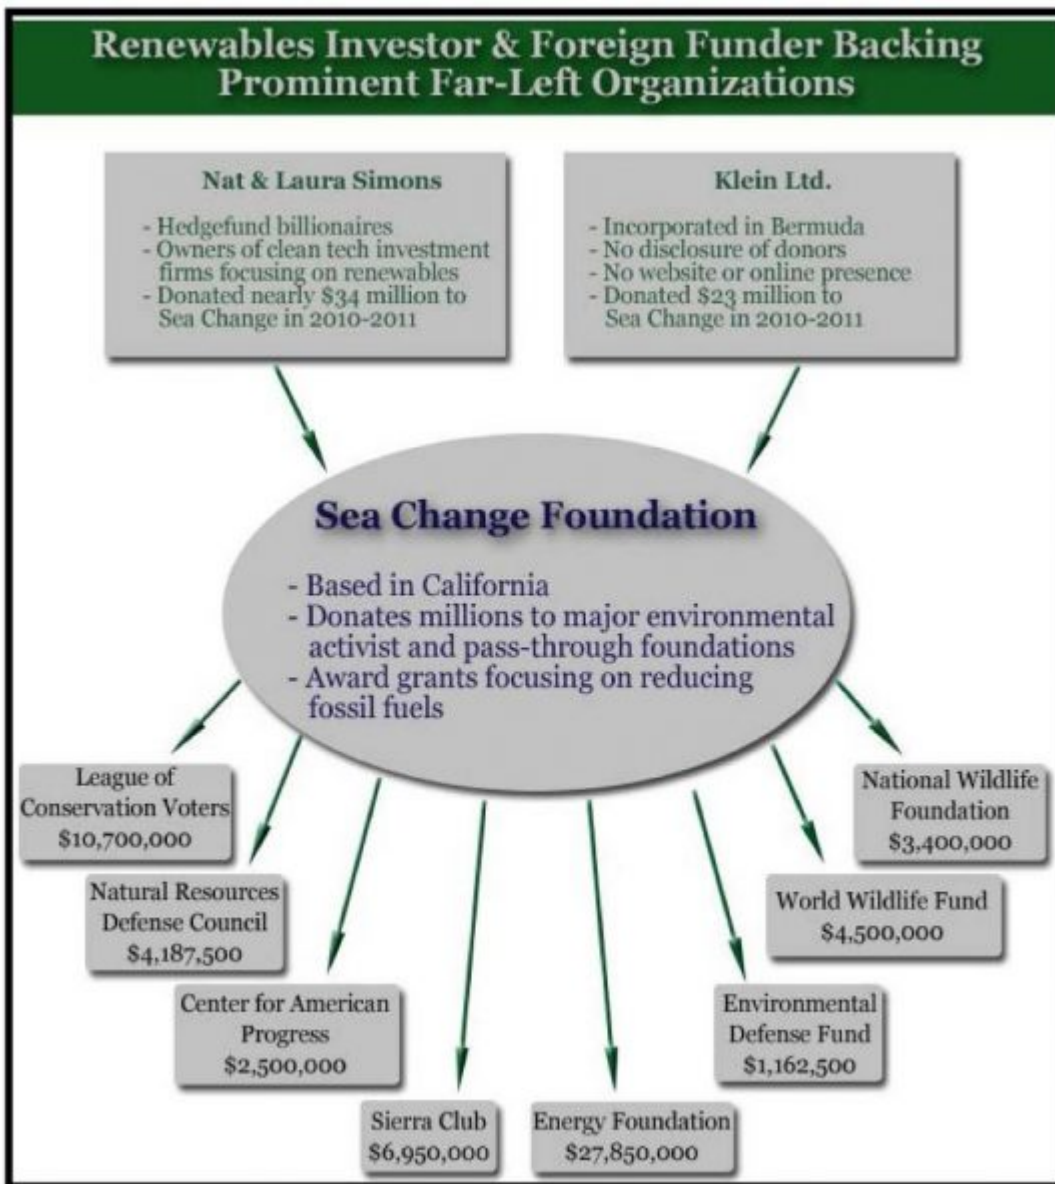 Renewables Investor & Foreign Funder Backing
Prominent Far-Left Organizations
Nat & Laura Simons
- Hedgefund billionaires
- Owners of clean tech investment
firms focusing on renewables
- Donated nearly $34 million to
Sea Change in 2010-2011
Klein Ltd.
- Incorporated in Bermuda
- No disclosure of donors
- No website or online presence
- Donated $23 million to
Sea Change in 2010-2011
Sea Change Foundation
- Based in California
- Donates millions to major environmental
activist and pass-through foundations
- Award grants focusing on reducing
fossil fuels
League of
Conservation Voters
$10,700,000
Natural Resources
Defense Council
$4,187,500
Center for American
Progress
$2,500,000
Sierra Club
$6,950,000
Energy Foundation
$27,850,000
Environmental
Defense Fund
$1,162,500
World Wildlife Fund
$4,500,000
National Wildlife
Foundation
$3,400,000